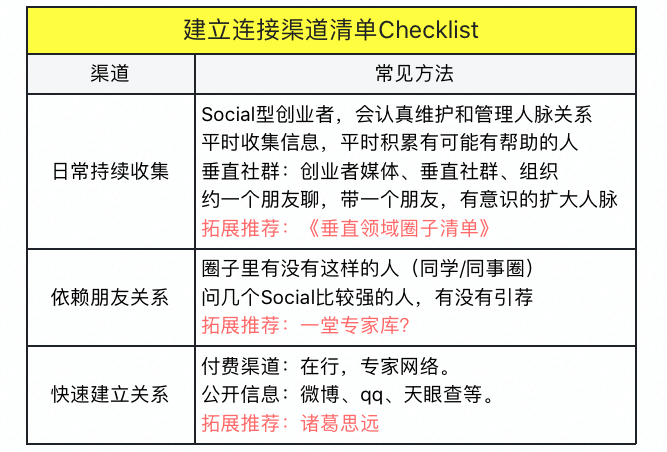 建立连接渠道清单Checklist
渠道
常见方法
日常持续收集
Social型创业者，会认真维护和管理人脉关系
平时收集信息，平时积累有可能有帮助的人
垂直社群：创业者媒体、垂直社群、组织
约一个朋友聊，带一个朋友，有意识的扩大人脉
拓展推荐：《垂直领域圈子清单》
依赖朋友关系
圈子里有没有这样的人（同学/同事圈）
问几个Social比较强的人，有没有引荐
拓展推荐：一堂专家库？
快速建立关系
付费渠道：在行，专家网络。
公开信息：微博、qq、天眼查等。
拓展推荐：诸葛思远